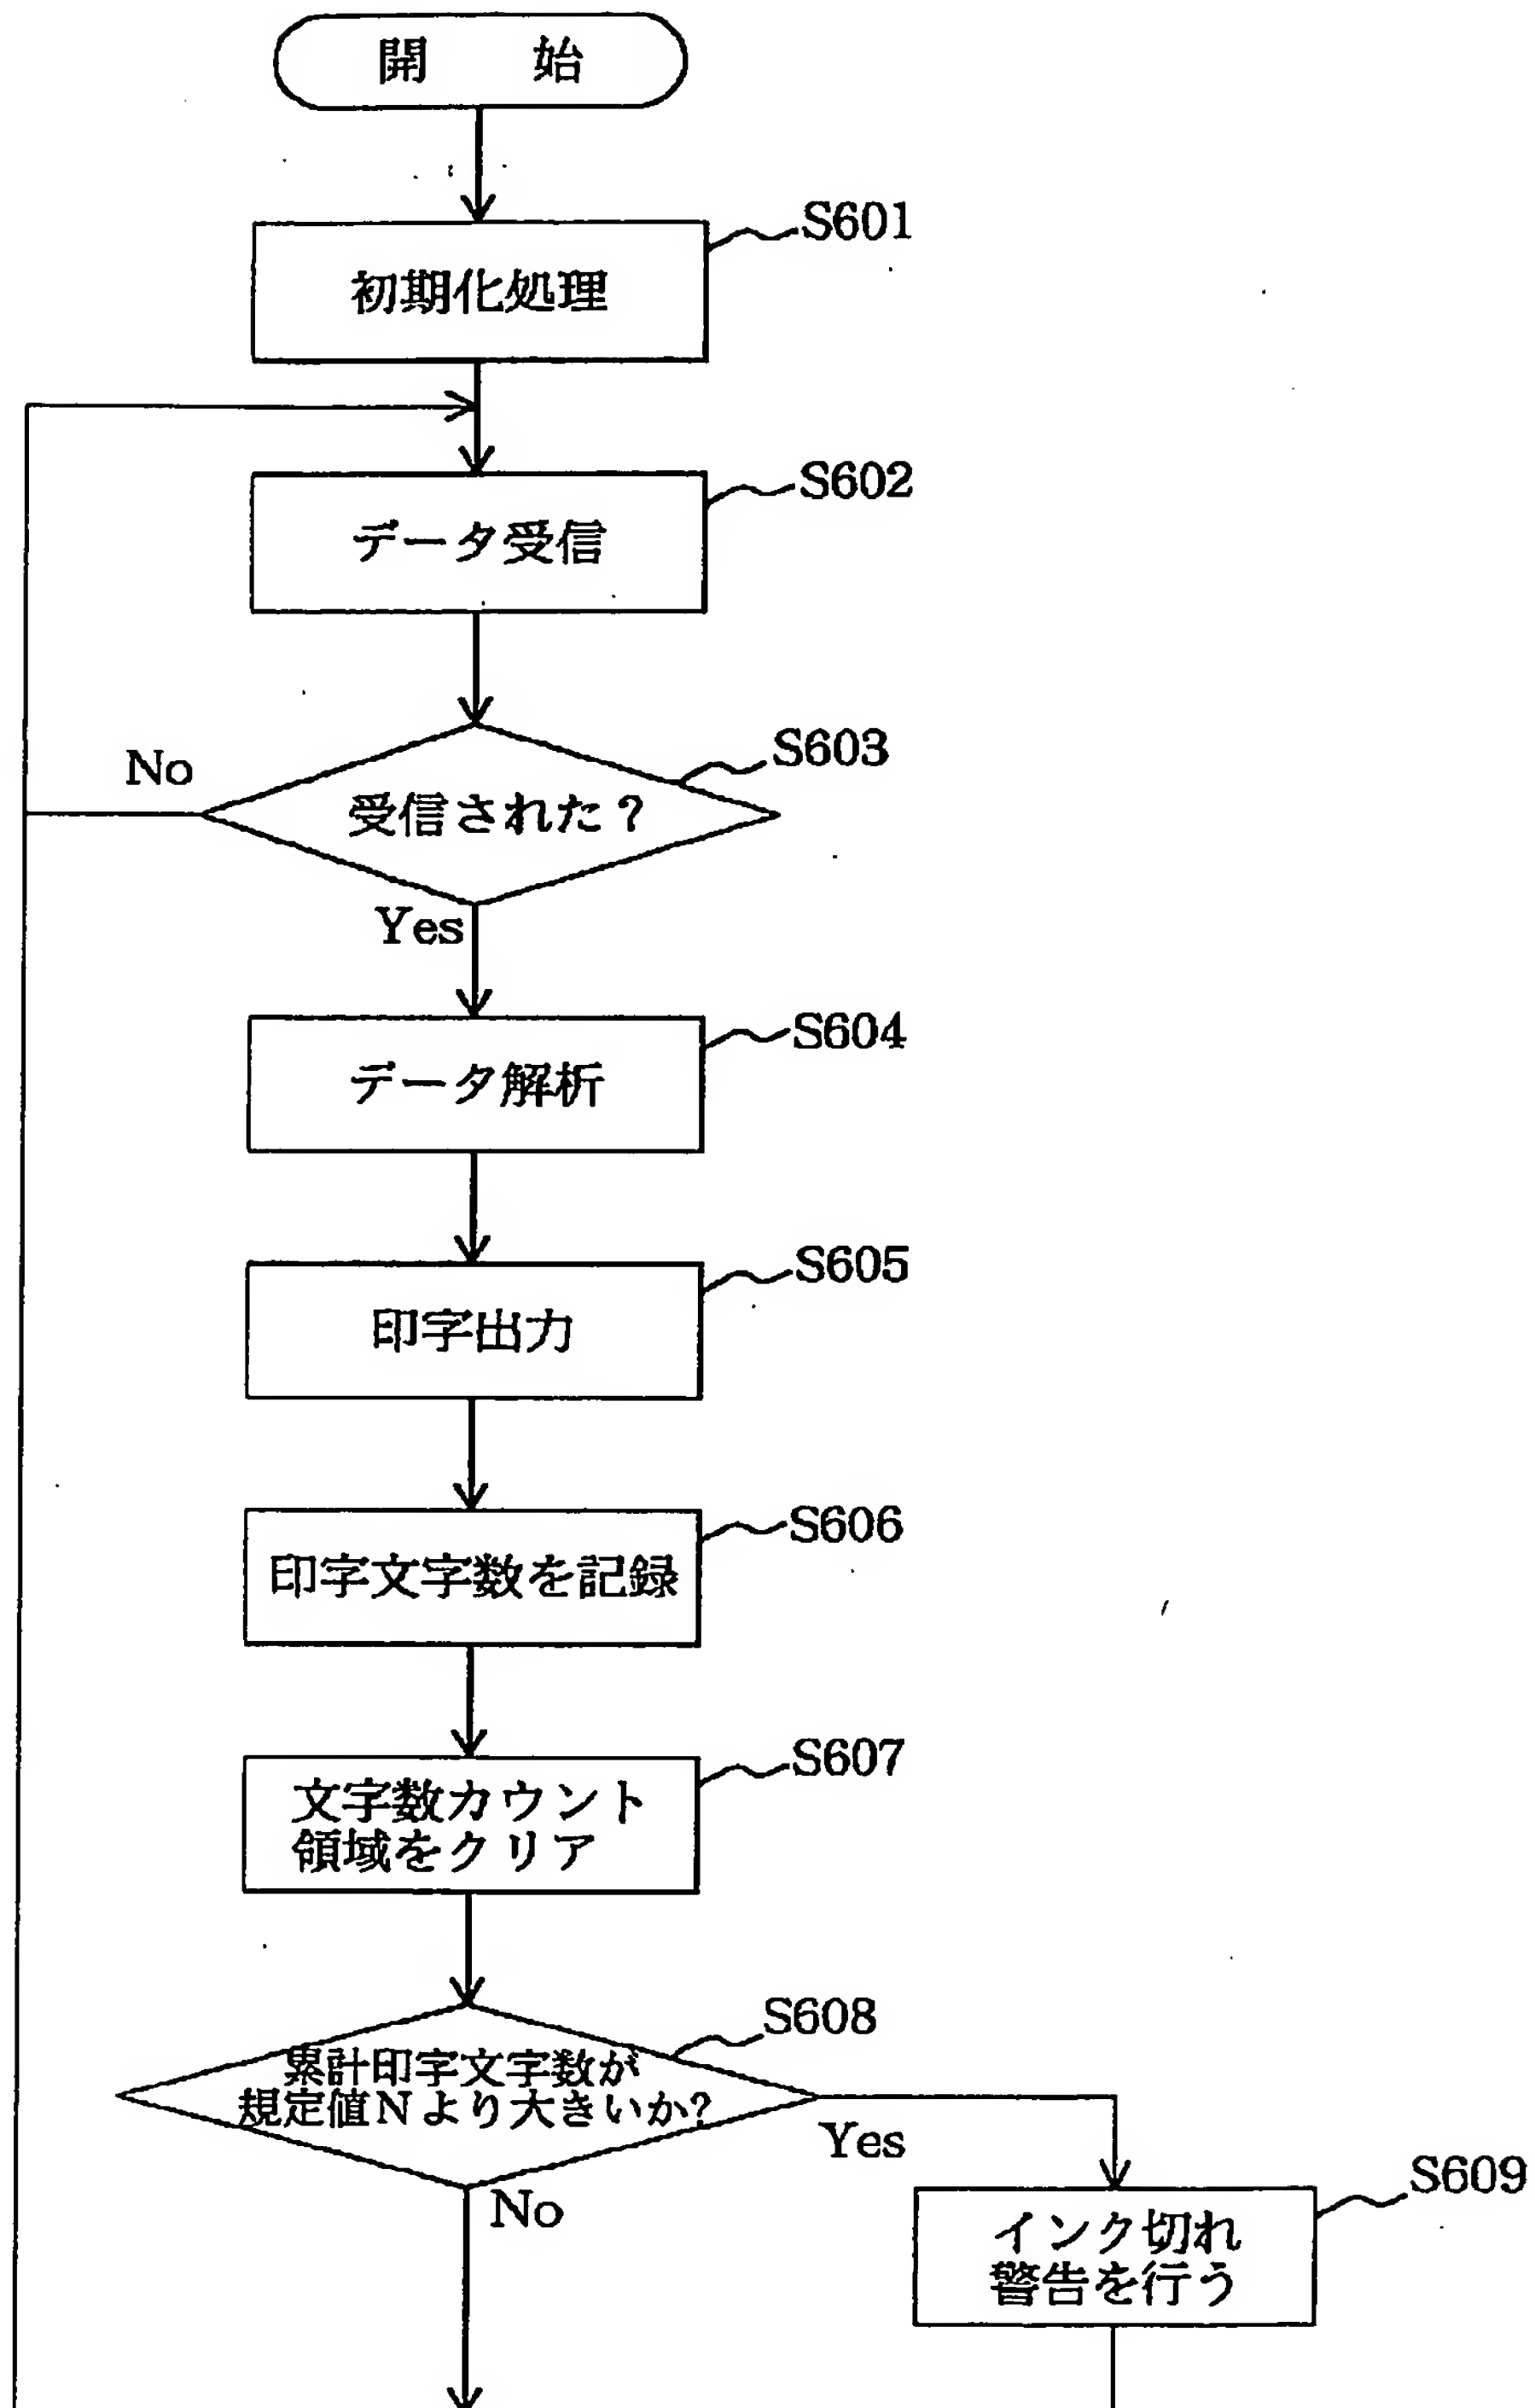 開 始
S601
初期化処理
S602
データ受信
S603
No
受信された?
Yes
S604
データ解析
S605
印字出力
S606
印字文字数を記録
S607
文字数カウント
領域をクリア
S608
累計印字文字数が
規定値Nより大きいか?
Yes
No
S609
インク切れ
警告を行う